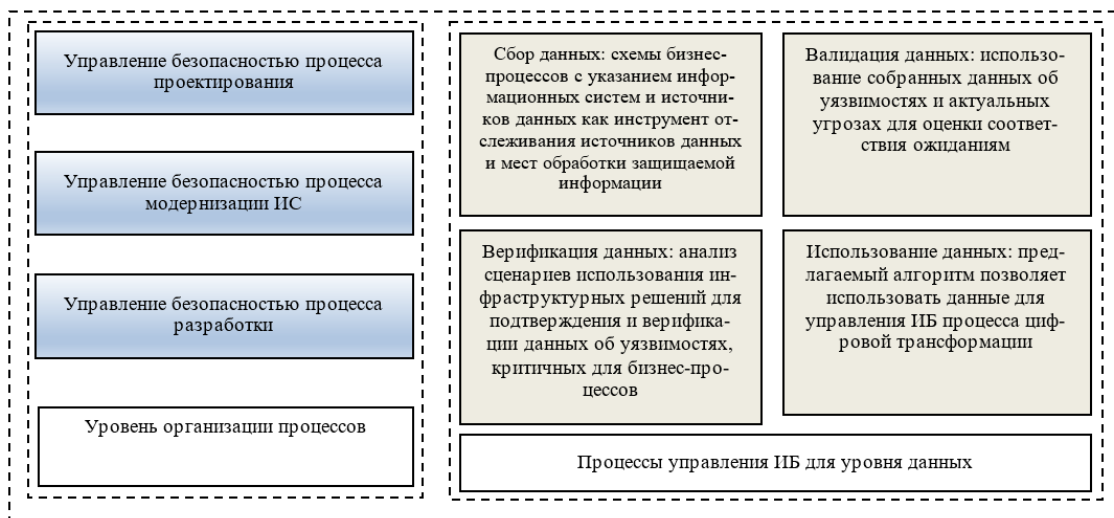 Управление безопасностью процесса
проектирования
Управление безопасностью процесса
модернизации ИС
Управление безопасностью процесса
разработки
Уровень организации процессов
Сбор данных: схемы бизнес-
процессов с указанием инфор-
мационных систем и источни-
ков данных как инструмент от-
слеживания источников данных
и мест обработки защищаемой
информации
Валидация данных: использо-
вание собранных данных об
уязвимостях и актуальных
угрозах для оценки соответ-
ствия ожиданиям
Верификация данных: анализ
сценариев использования ин-
фраструктурных решений для
подтверждения и верифика-
ции данных об уязвимостях,
критичных для бизнес-про-
цессов
Использование данных: пред-
лагаемый алгоритм позволяет
использовать данные для
управления ИБ процесса циф-
ровой трансформации
Процессы управления ИБ для уровня данных